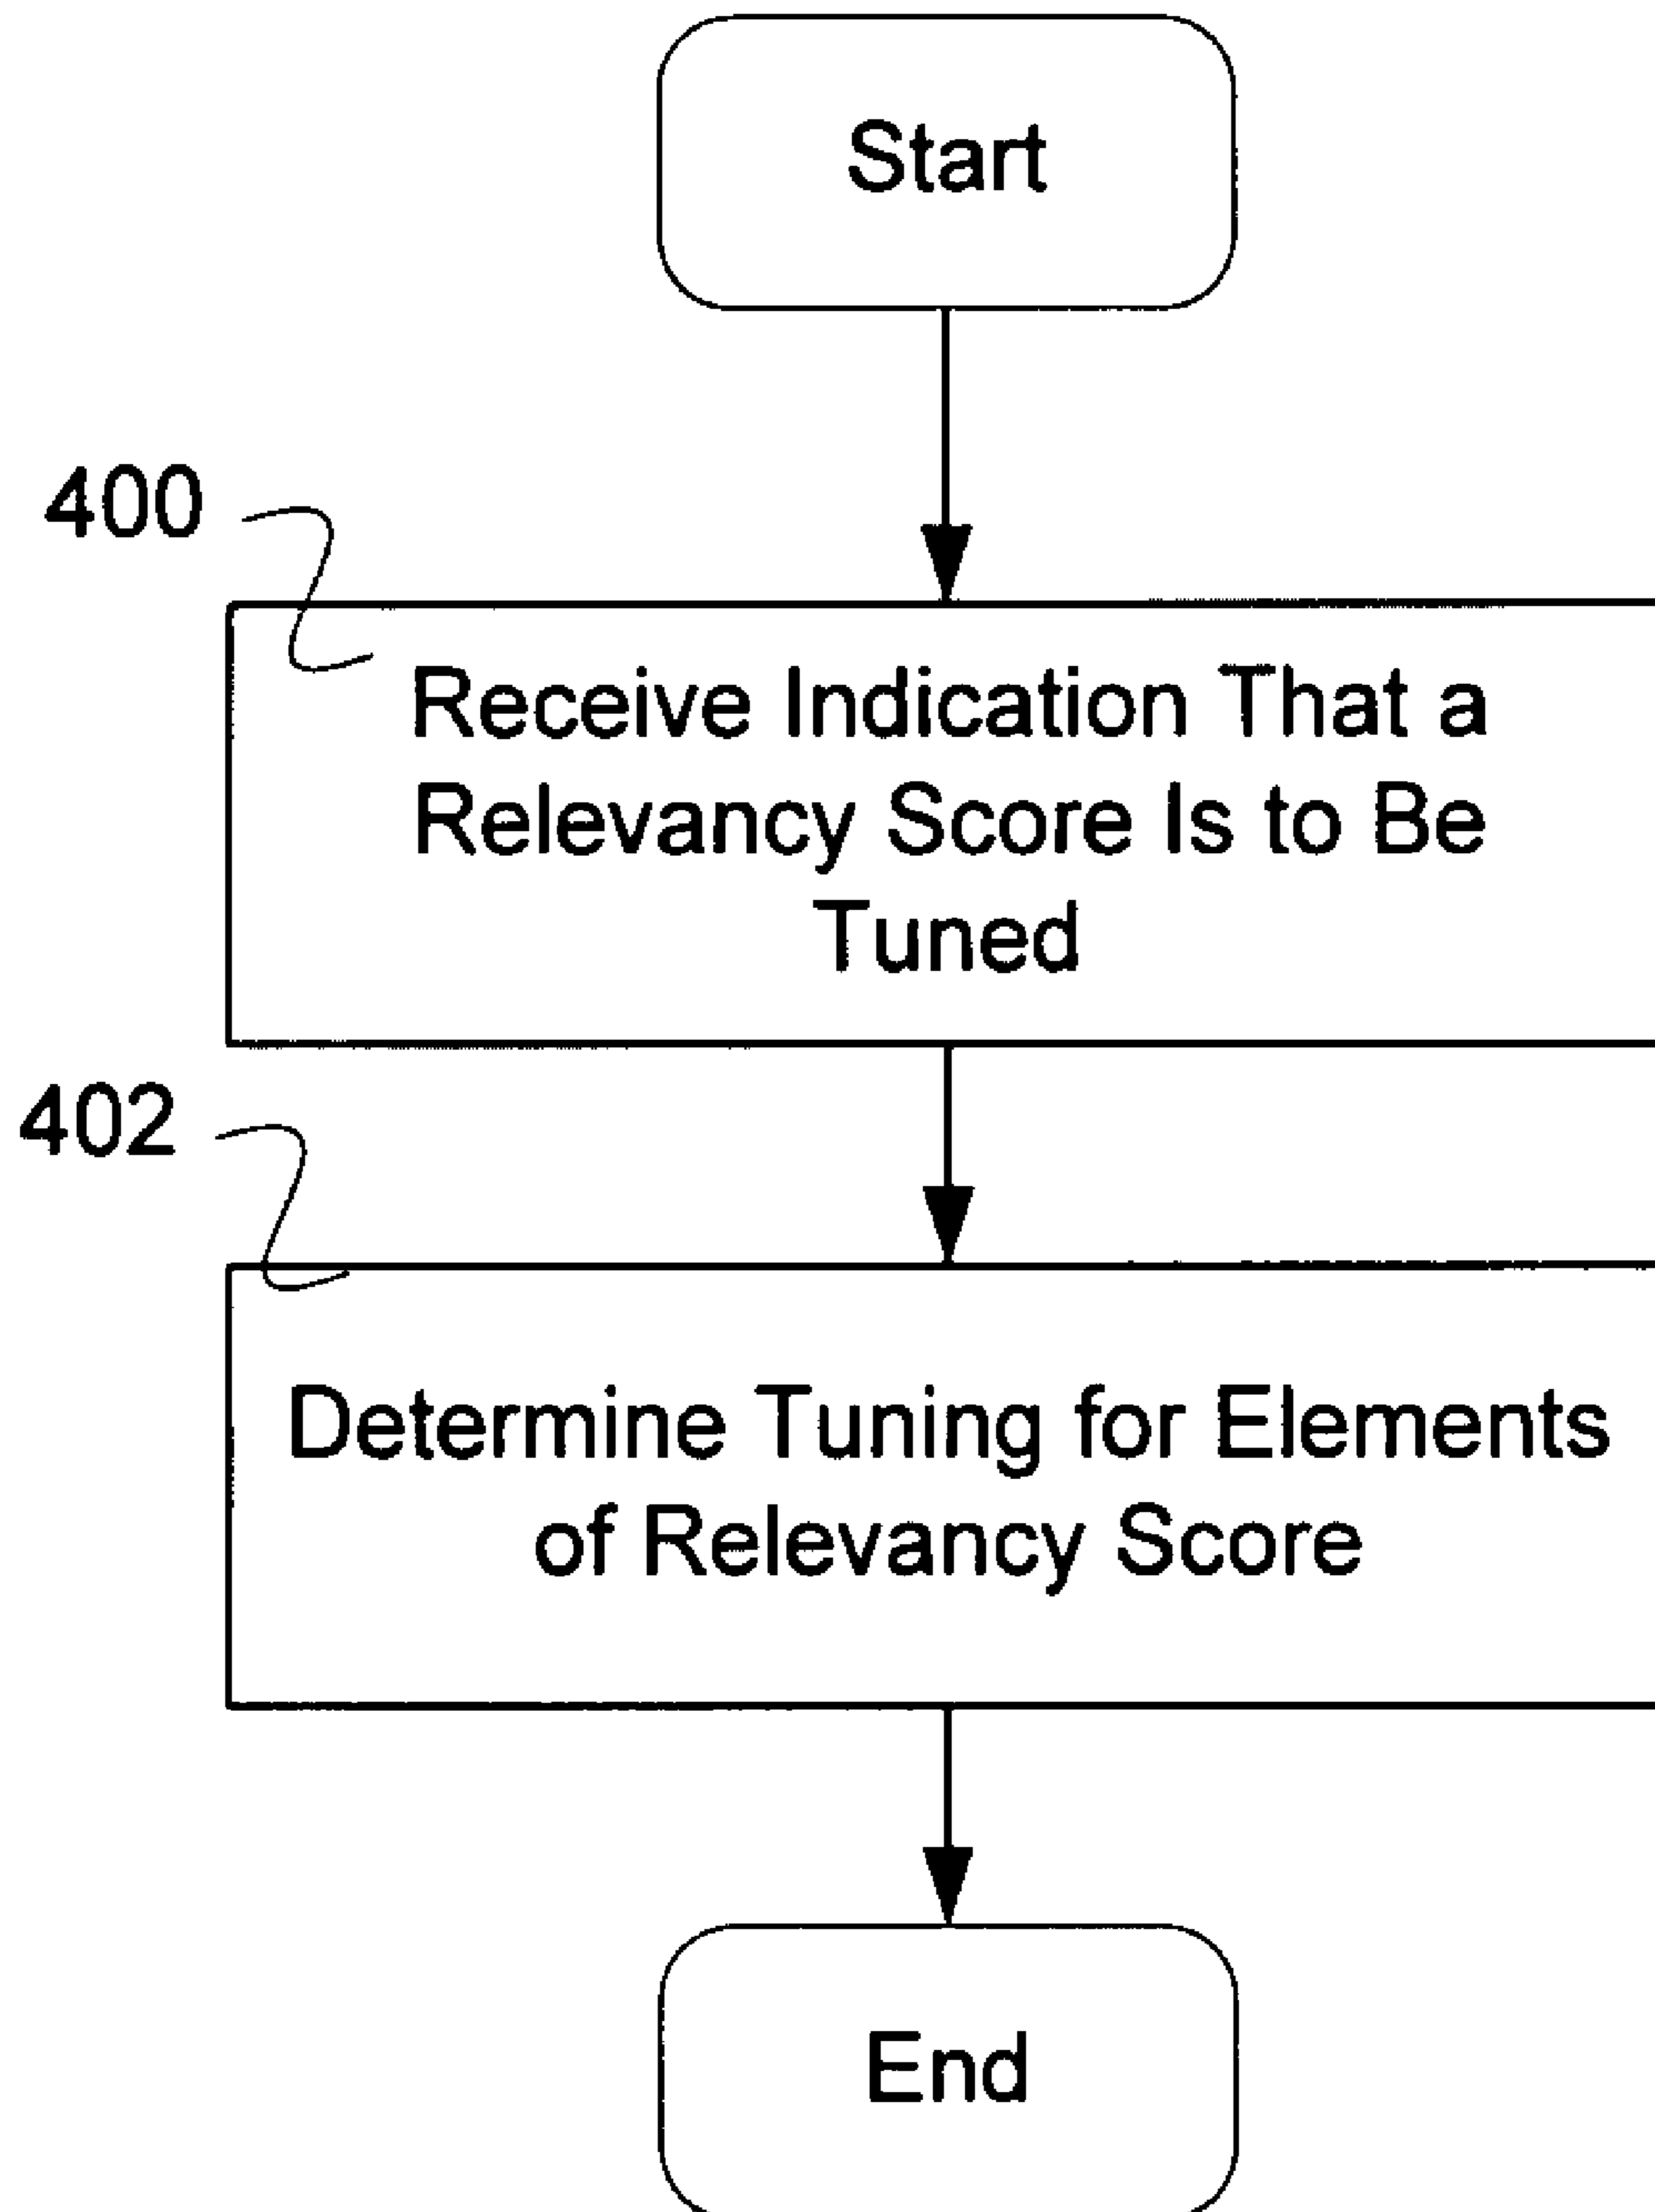 Start
400
Receive Indication That a
Relevancy Score Is to Be
Tuned
402
Determine Tuning for Elements
of Relevancy Score
End